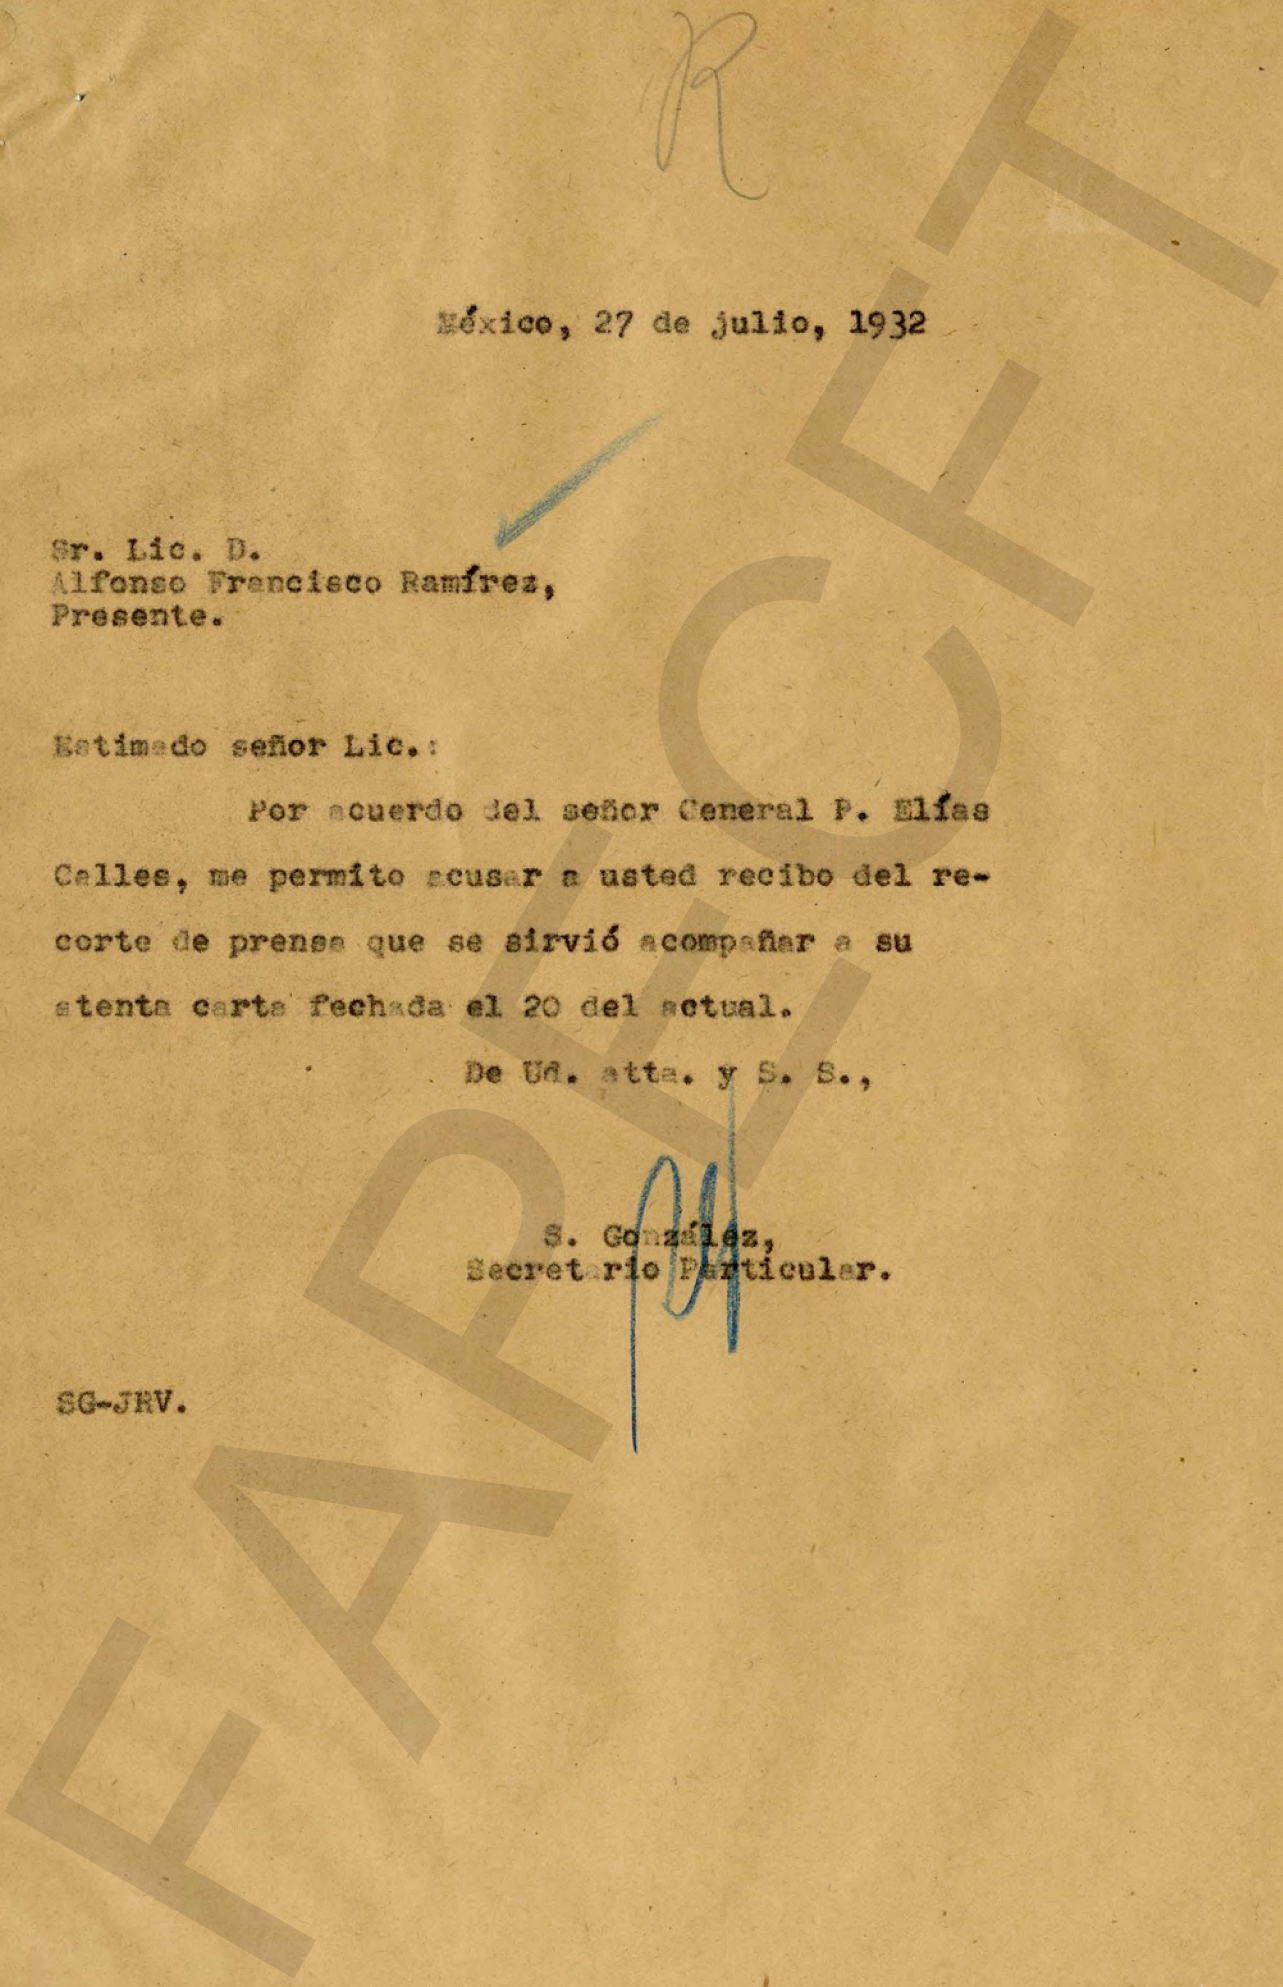 R
México, 27 de julio, 1932
Sr. Lic. D.
Alfonso Francisco Ramírez,
Presente.
Estimado señor Lic.:
Por acuerdo del señor General P. Elías
Calles, me permito acusar a usted recibo del re-
corte de prensa que se sirvió acompañar a su
atenta carta fechada el 20 del actual.
De Ud. atta. y S. S.,
S. González,
Secretario Particular.
SG-JRV.
FAPECFT